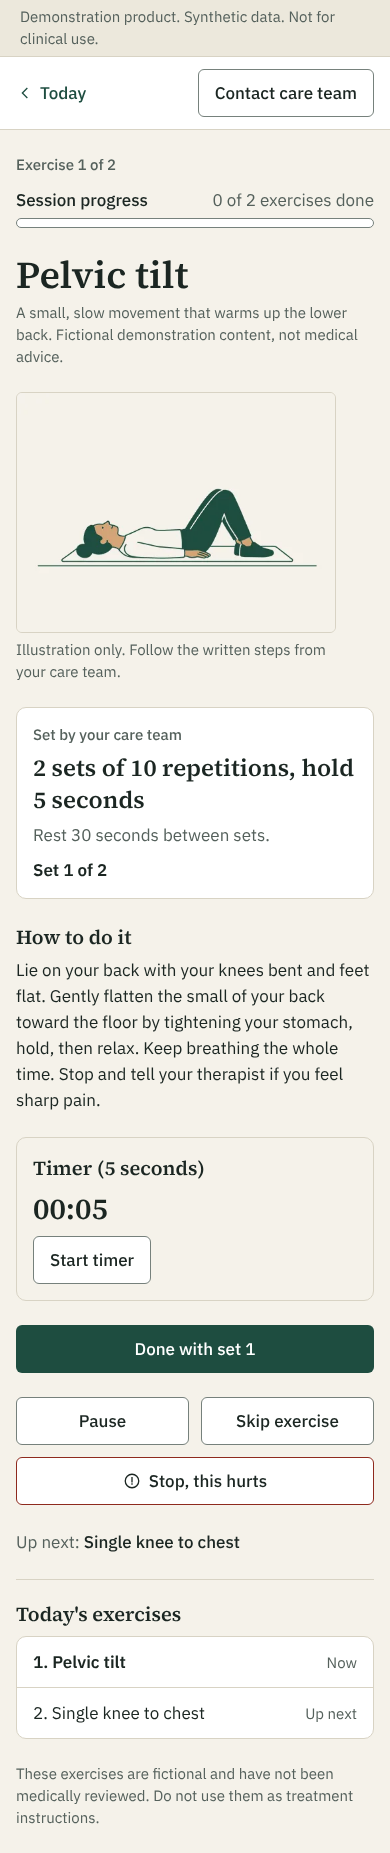 Demonstration product. Synthetic data. Not for
clinical use.
Today
Contact care team
Exercise 1 of 2
Session progress
0 of 2 exercises done
Pelvic tilt
A small, slow movement that warms up the lower
back. Fictional demonstration content, not medical
advice.
Illustration only. Follow the written steps from
your care team.
Set by your care team
2 sets of 10 repetitions, hold
5 seconds
Rest 30 seconds between sets.
Set 1 of 2
How to do it
Lie on your back with your knees bent and feet
flat. Gently flatten the small of your back
toward the floor by tightening your stomach,
hold, then relax. Keep breathing the whole
time. Stop and tell your therapist if you feel
sharp pain.
Timer (5 seconds)
00:05
Start timer
Done with set 1
Pause
Skip exercise
Stop, this hurts
Up next: Single knee to chest
Today's exercises
1. Pelvic tilt
Now
2. Single knee to chest
Up next
These exercises are fictional and have not been
medically reviewed. Do not use them as treatment
instructions.